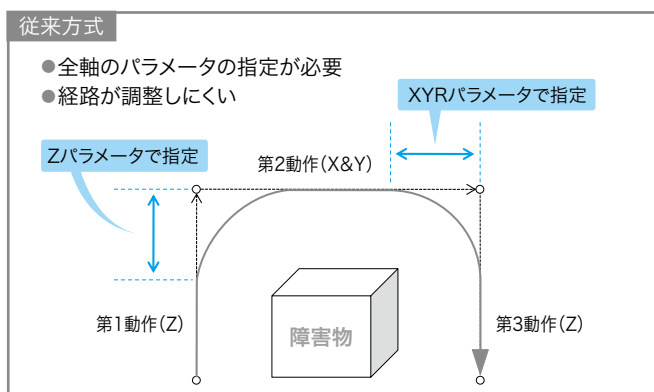 従来方式
●全軸のパラメータの指定が必要
●経路が調整しにくい
XYRパラメータで指定
Zパラメータで指定
第2動作(X&Y)
第1動作(Z)
障害物
第3動作(Z)